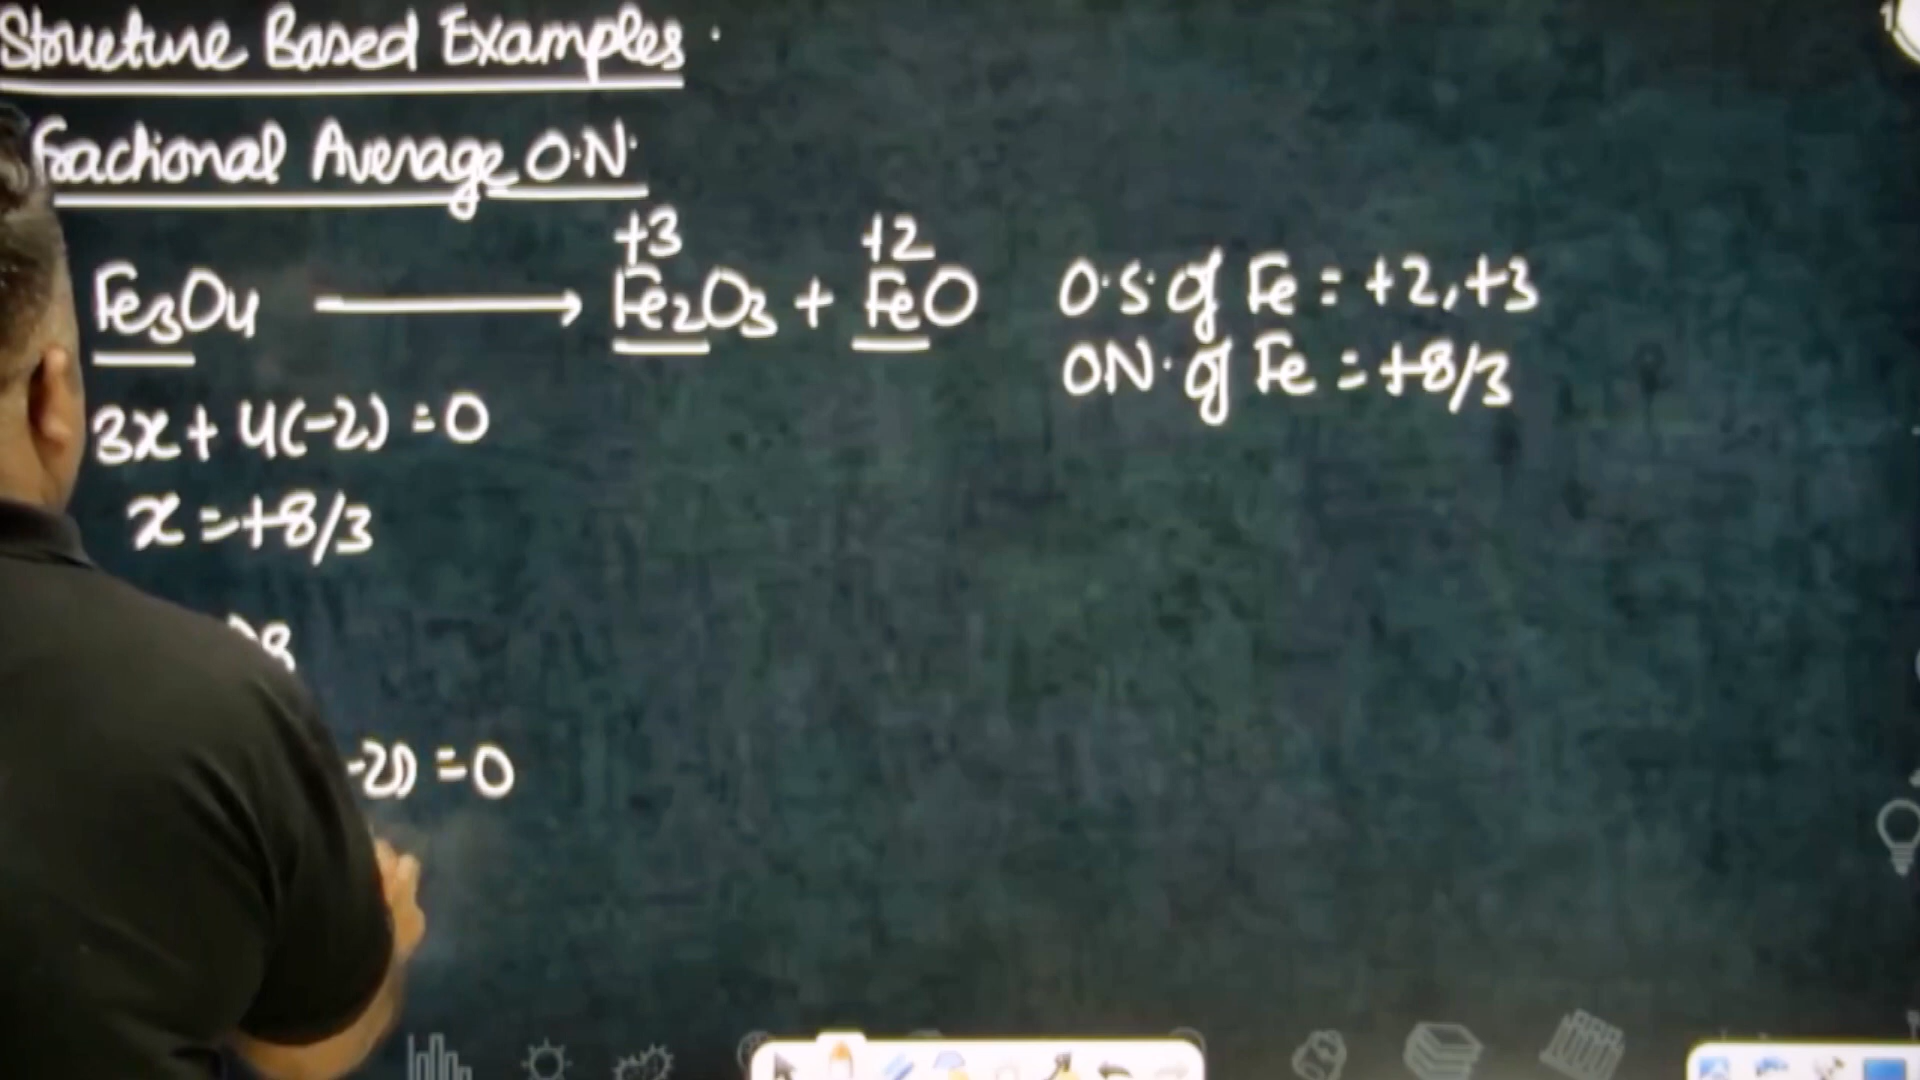 Structure Based Examples
Fractional Average O.N.
Fe3O4 → Fe2O3 + FeO O.S. of Fe = +2, +3
+3 +2
ON. of Fe = +8/3
3x + 4(-2) = 0
x = +8/3
8
-2) = 0